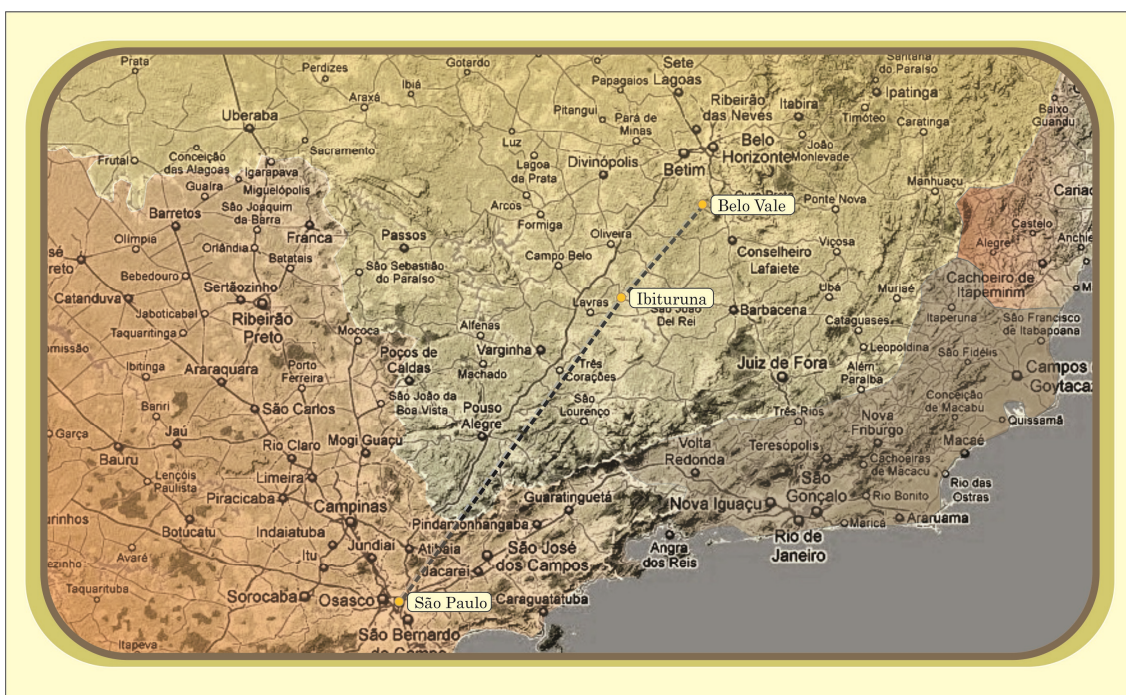 Prata
Perdizes
Gotardo
Ibiá
Araxá
Uberaba
Sacramento
Frutal
Conceição
das Alagoas
Igarapava
Miguelópolis
Guaíra
São Joaquim
da Barra
Barretos
Franca
Olímpia
Orlândia
Batatais
Bebedouro
Sertãozinho
Catanduva
Jaboticabal
Ribeirão
Preto
Taquaritinga
Ibitinga
Araraquara
Porto
Ferreira
Mococa
Bariri
São Carlos
Garça
Jaú
Rio Claro
Mogi Guaçu
Bauru
Lençóis
Paulista
Limeira
Piracicaba
Campinas
Botucatu
Indaiatuba
Itu
Jundiaí
Atibaia
Avaré
Taquarituba
Sorocaba
Osasco
São Paulo
Itapeva
São Bernardo
Sete
Lagoas
Papagaios
Pitangui
Pará de
Minas
Ribeirão
das Neves
Itabira
Santana
do Paraíso
Ipatinga
Timóteo
Caratinga
Baixo
Guandu
Luz
Lagoa
da Prata
Divinópolis
Betim
Belo
Horizonte
João
Monlevade
Manhuaçu
Arcos
Formiga
Belo Vale
Ponte Nova
Passos
Oliveira
Campo Belo
Conselheiro
Lafaiete
Viçosa
Castelo
Alegre
Cachoeiro de
Itapemirim
São Sebastião
do Paraíso
Lavras
Ibituruna
São João
Del Rei
Barbacena
Ubá
Muriaé
Itaperuna
São Francisco
de Itabapoana
Alfenas
Varginha
Machado
Três
Corações
Cataguases
Leopoldina
São Fidélis
Poços de
Caldas
São João da
Boa Vista
Juiz de Fora
Além
Paraíba
Campos
Goytacaz
Pouso
Alegre
São
Lourenço
Três Rios
Conceição
de Macabu
Quissamã
Volta
Redonda
Teresópolis
Nova
Friburgo
Macaé
Cachoeiras
de Macacu
Rio das
Ostras
Guaratinguetá
Nova Iguaçu
São
Gonçalo
Rio Bonito
Pindamonhangaba
Maricá
Araruama
Rio de
Janeiro
Angra
dos Reis
São José
dos Campos
Jacareí
Caraguatatuba